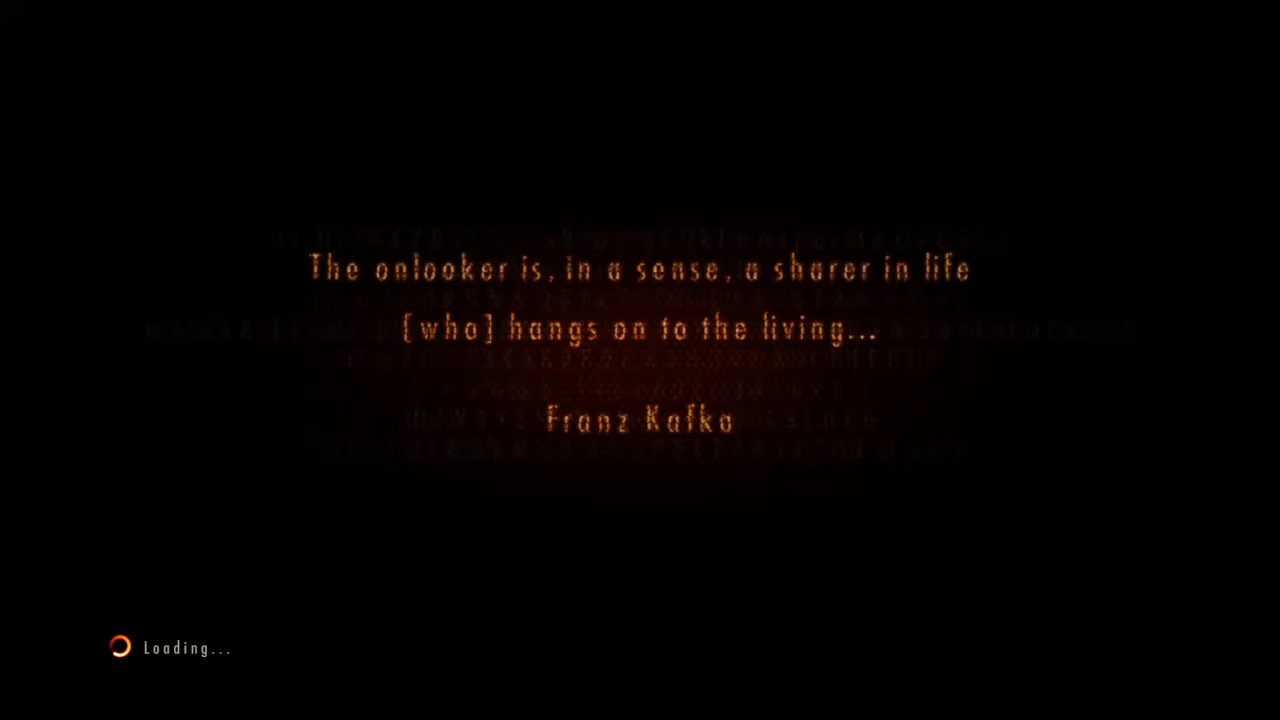 The onlooker is, in a sense, a sharer in life
[who] hangs on to the living...
Franz Kafka
Loading...